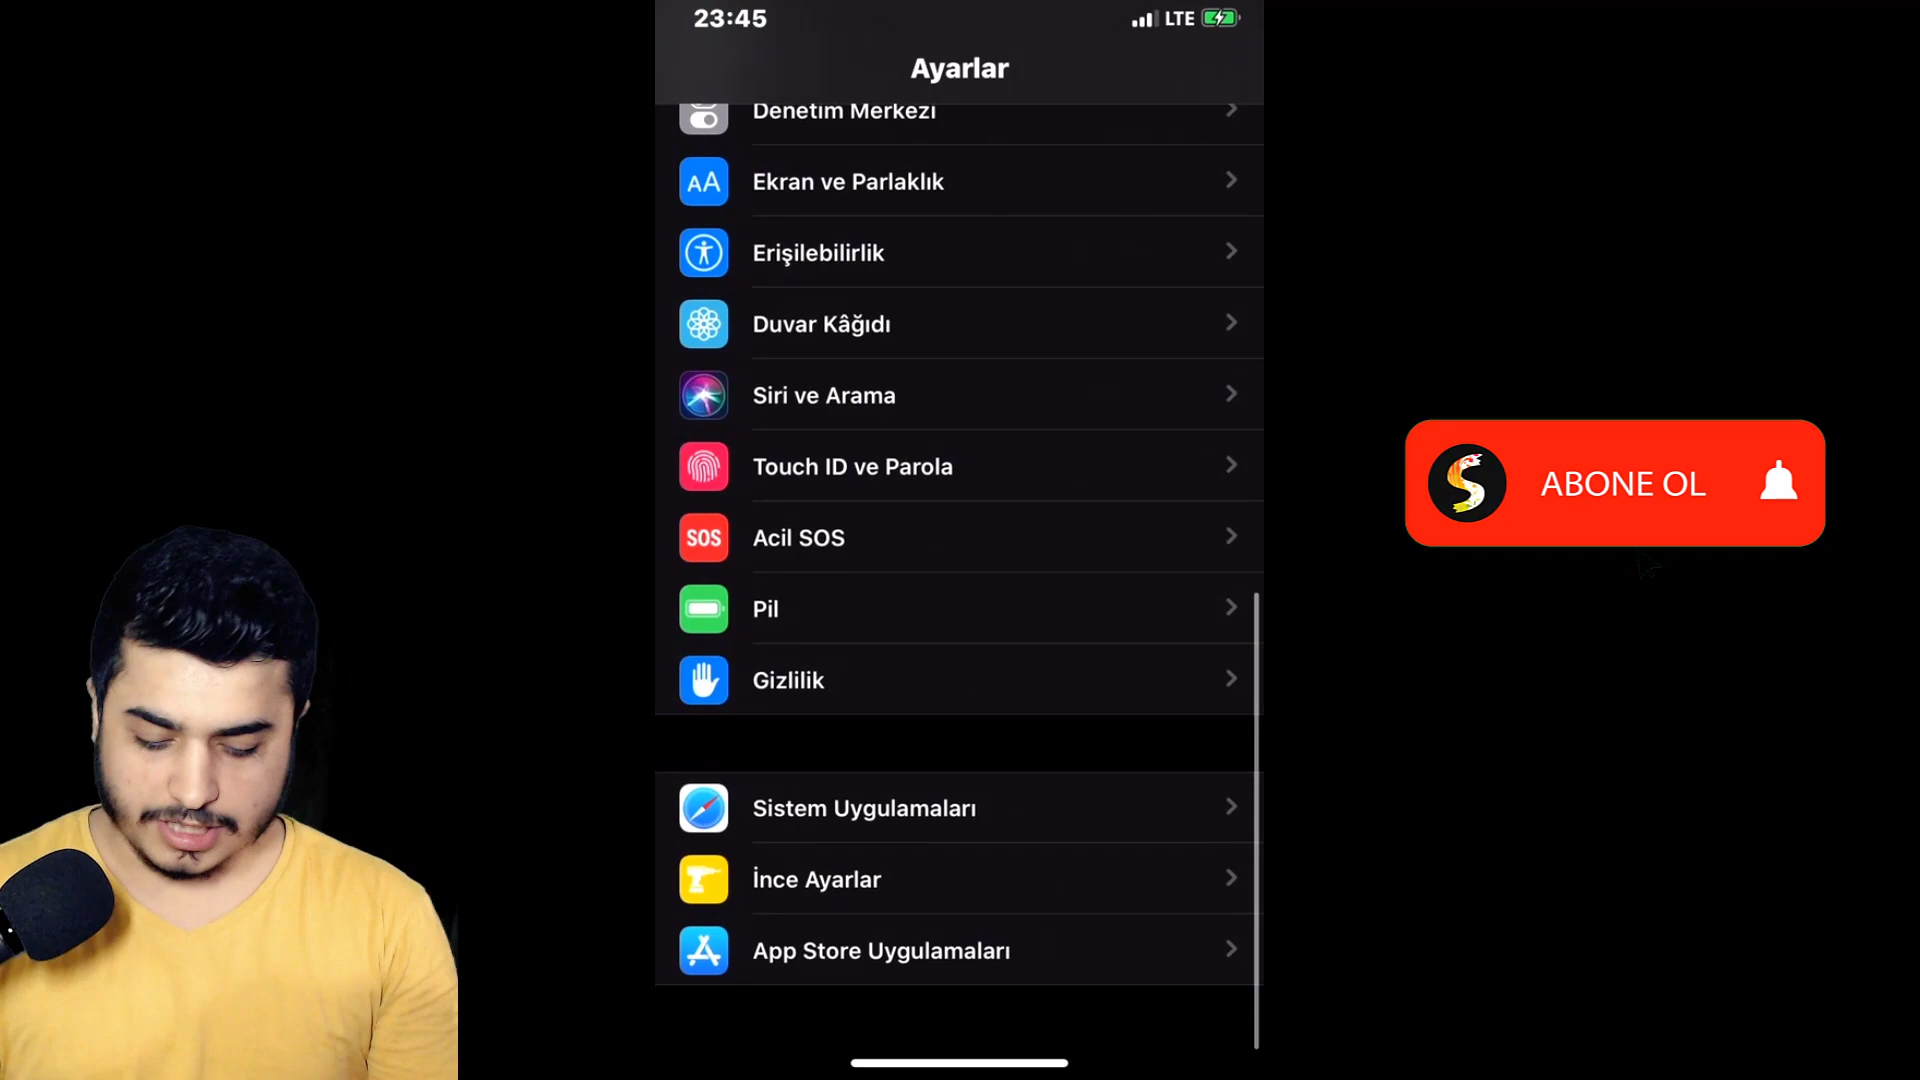 23:45
LTE
Ayarlar
Denetim Merkezi
AA
Ekran ve Parlaklık
Erişilebilirlik
Duvar Kâğıdı
Siri ve Arama
Touch ID ve Parola
SOS
Acil SOS
Pil
Gizlilik
Sistem Uygulamaları
İnce Ayarlar
App Store Uygulamaları
S
ABONE OL